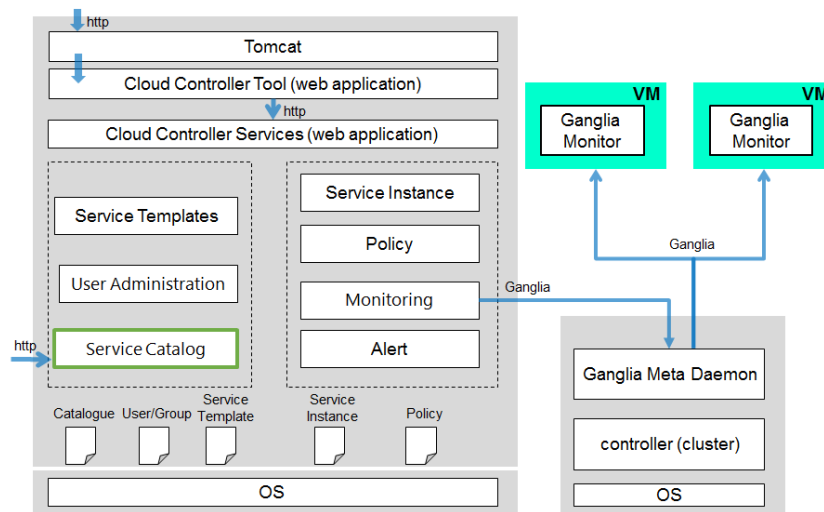 http
Tomcat
Cloud Controller Tool (web application)
http
Cloud Controller Services (web application)
Service Templates
User Administration
http
Service Catalog
Service Instance
Policy
Monitoring
Alert
Ganglia
Catalogue
User/Group
Service
Template
Service
Instance
Policy
OS
VM
Ganglia
Monitor
VM
Ganglia
Monitor
Ganglia
Ganglia Meta Daemon
controller (cluster)
OS